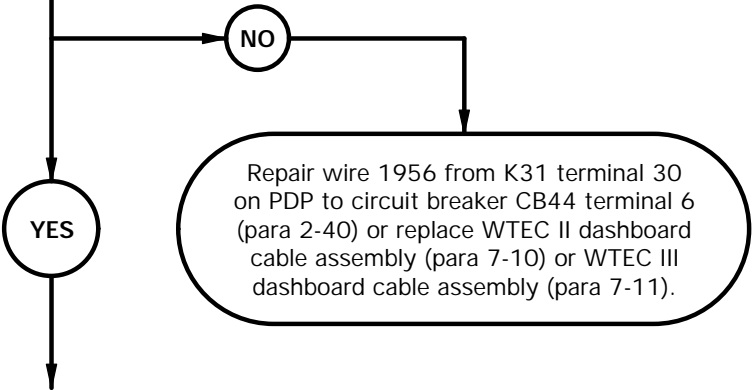 NO
YES
Repair wire 1956 from K31 terminal 30
on PDP to circuit breaker CB44 terminal 6
(para 2-40) or replace WTEC II dashboard
cable assembly (para 7-10) or WTEC III
dashboard cable assembly (para 7-11).